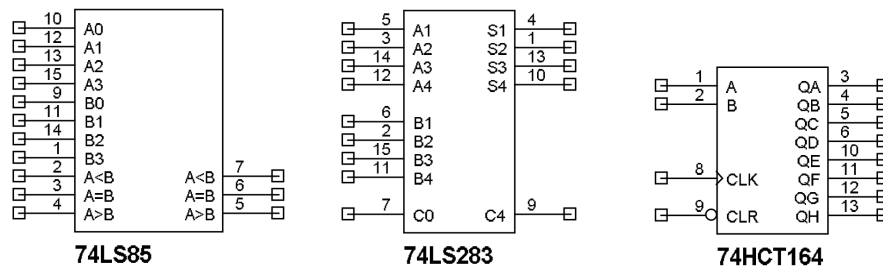 10 A0
12 A1
13 A2
15 A3
9 B0
11 B1
14 B2
1 B3
2 A<B A<B 7
3 A=B A=B 6
4 A>B A>B 5
74LS85
5 A1 S1 4
3 A2 S2 1
14 A3 S3 13
12 A4 S4 10
6 B1
2 B2
15 B3
11 B4
7 C0 C4 9
74LS283
1 A QA 3
2 B QB 4
QC 5
QD 6
QE 10
8 CLK QF 11
QG 12
9 CLR QH 13
74HCT164